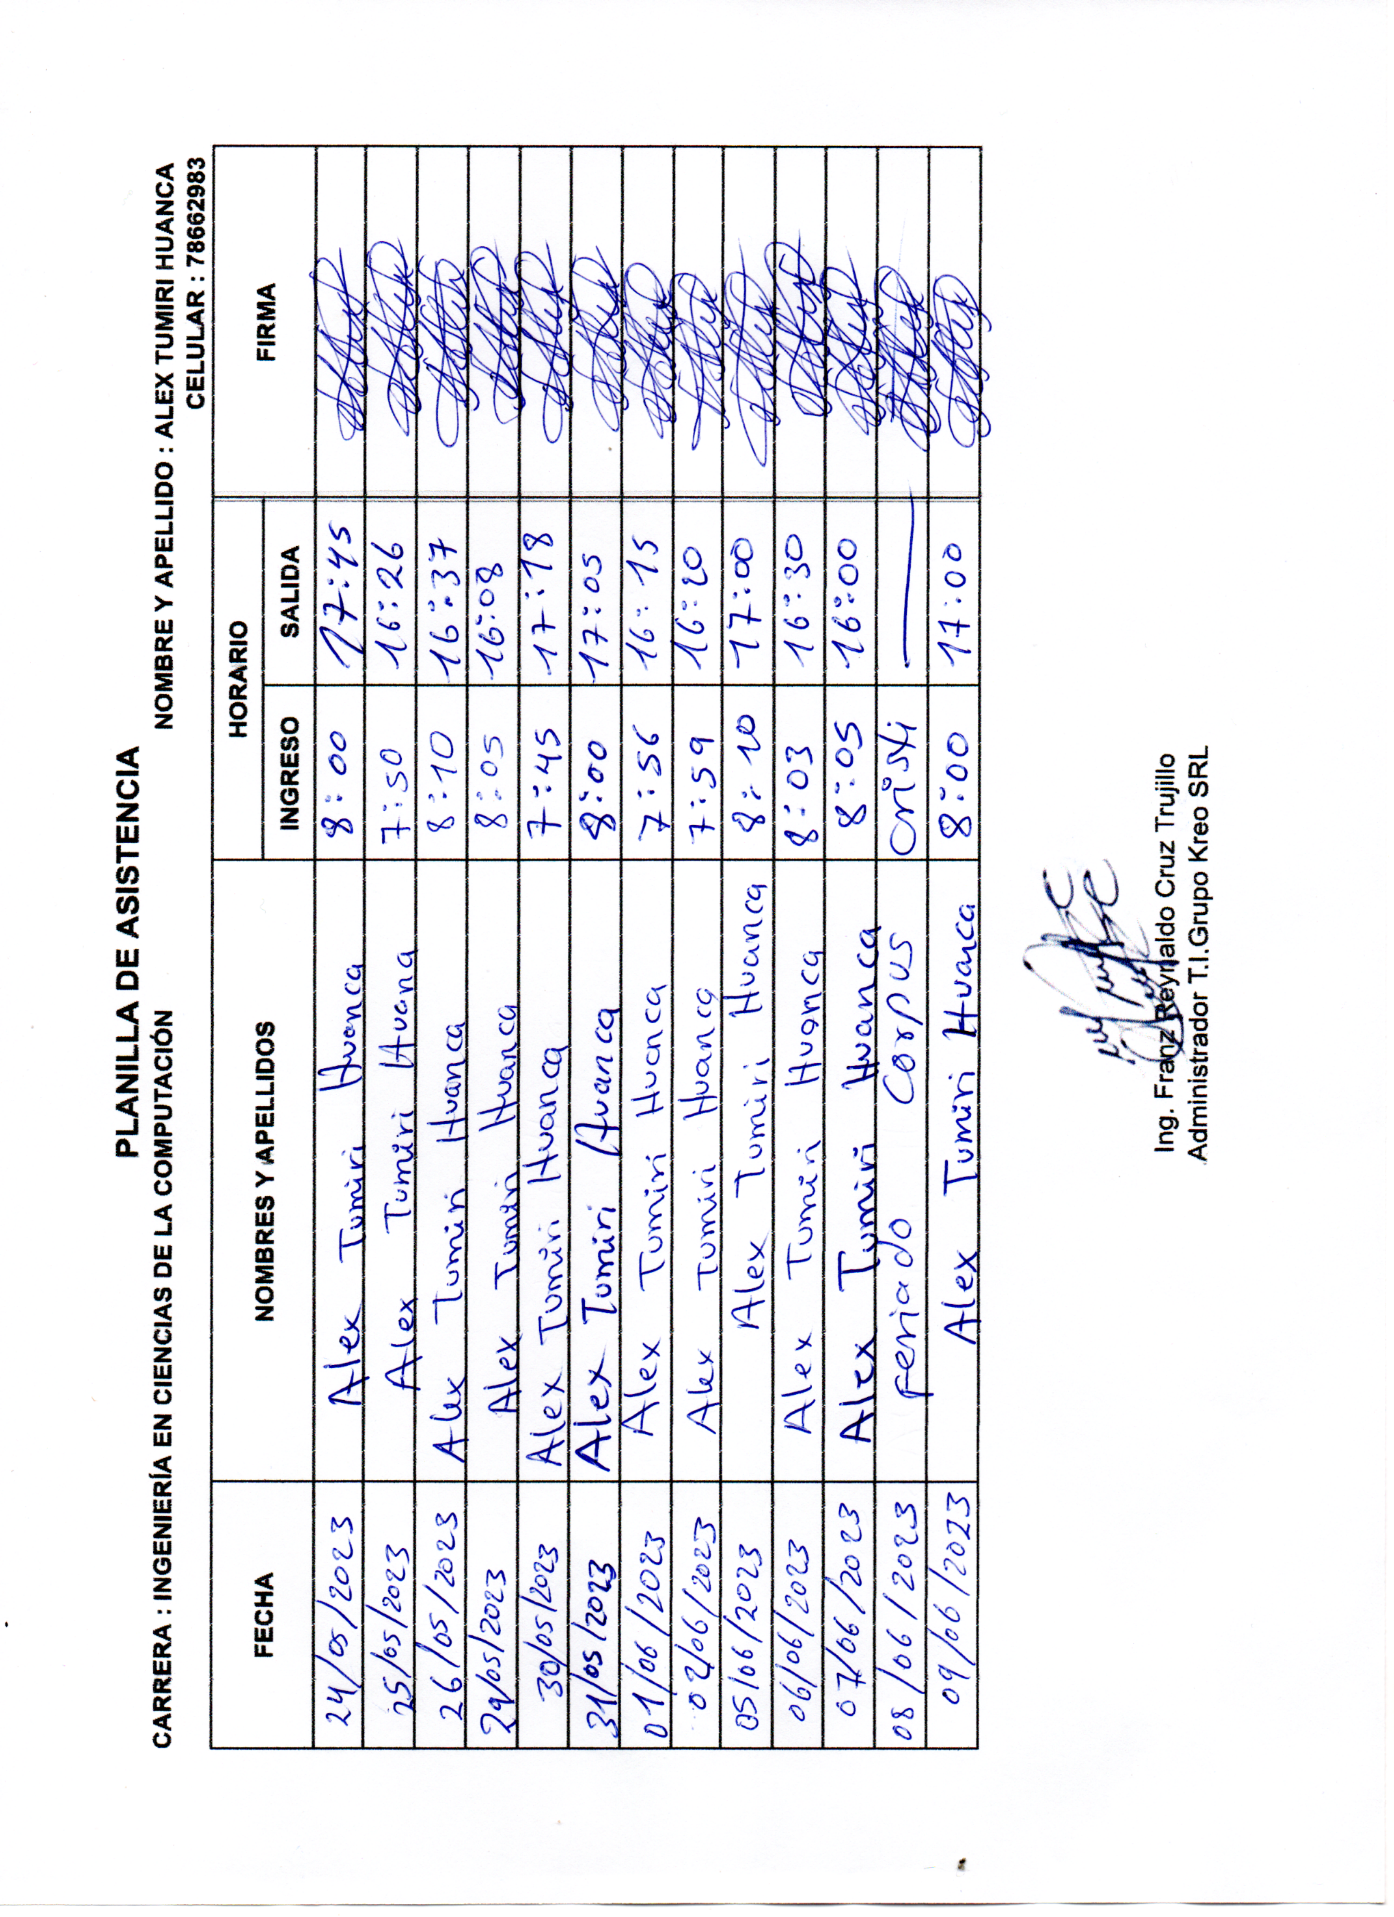 PLANILLA DE ASISTENCIA
CARRERA : INGENIERÍA EN CIENCIAS DE LA COMPUTACIÓN NOMBRE Y APELLIDO : ALEX TUMIRI HUANCA
CELULAR : 78662983
FECHA NOMBRES Y APELLIDOS HORARIO FIRMA
INGRESO SALIDA
24/05/2023 Alex Tumiri Huanca 8:00 17:45
25/05/2023 Alex Tumiri Huana 7:50 16:26
26/05/2023 Alex Tumiri Huanca 8:10 16:37
29/05/2023 Alex Tumiri Huanca 8:05 16:08
30/05/2023 Alex Tumiri Huanca 7:45 17:18
31/05/2023 Alex Tumiri Huanca 8:00 17:05
01/06/2023 Alex Tumiri Huanca 7:56 16:15
02/06/2023 Alex Tumiri Huanca 7:59 16:20
05/06/2023 Alex Tumiri Huanca 8:10 17:00
06/06/2023 Alex Tumiri Huanca 8:03 16:30
07/06/2023 Alex Tumiri Huanca 8:05 16:00
08/06/2023 Feriado Corpus Cristi
09/06/2023 Alex Tumiri Huanca 8:00 17:00
Ing. Franz Reynaldo Cruz Trujillo
Administrador T.I.Grupo Kreo SRL